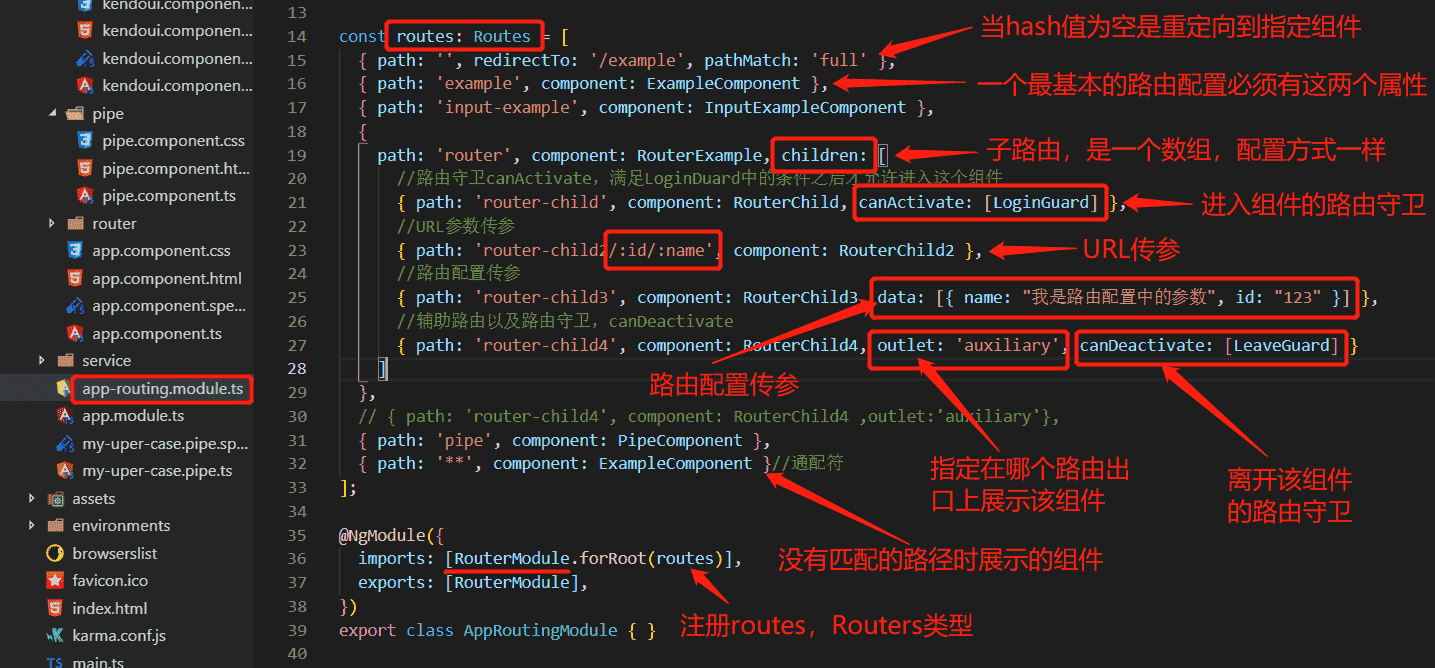 kendoui.componen...
kendoui.componen...
kendoui.componen...
kendoui.componen...
pipe
pipe.component.css
pipe.component.ht...
pipe.component.ts
router
app.component.css
app.component.html
app.component.spe...
app.component.ts
service
app-routing.module.ts
app.module.ts
my-uper-case.pipe.sp...
my-uper-case.pipe.ts
assets
environments
browserslist
favicon.ico
index.html
karma.conf.js
TS main.ts
13
14 const routes: Routes = [
当hash值为空是重定向到指定组件
15 { path: '', redirectTo: '/example', pathMatch: 'full' },
16 { path: 'example', component: ExampleComponent },
一个最基本的路由配置必须有这两个属性
17 { path: 'input-example', component: InputExampleComponent },
18 {
19 path: 'router', component: RouterExample, children: [
子路由，是一个数组，配置方式一样
20 //路由守卫canActivate，满足LoginDuard中的条件之后才允许进入这个组件
21 { path: 'router-child', component: RouterChild, canActivate: [LoginGuard] },
进入组件的路由守卫
22 //URL参数传参
23 { path: 'router-child2/:id/:name', component: RouterChild2 },
URL传参
24 //路由配置传参
25 { path: 'router-child3', component: RouterChild3, data: [{ name: "我是路由配置中的参数", id: "123" }] },
26 //辅助路由以及路由守卫，canDeactivate
27 { path: 'router-child4', component: RouterChild4, outlet: 'auxiliary', canDeactivate: [LeaveGuard] }
28 ]
路由配置传参
29 },
30 // { path: 'router-child4', component: RouterChild4 ,outlet:'auxiliary'},
31 { path: 'pipe', component: PipeComponent },
32 { path: '**', component: ExampleComponent }//通配符
指定在哪个路由出
口上展示该组件
离开该组件
的路由守卫
33 ];
34
35 @NgModule({
36 imports: [RouterModule.forRoot(routes)],
没有匹配的路径时展示的组件
37 exports: [RouterModule],
38 })
39 export class AppRoutingModule { }
注册routes，Routers类型
40